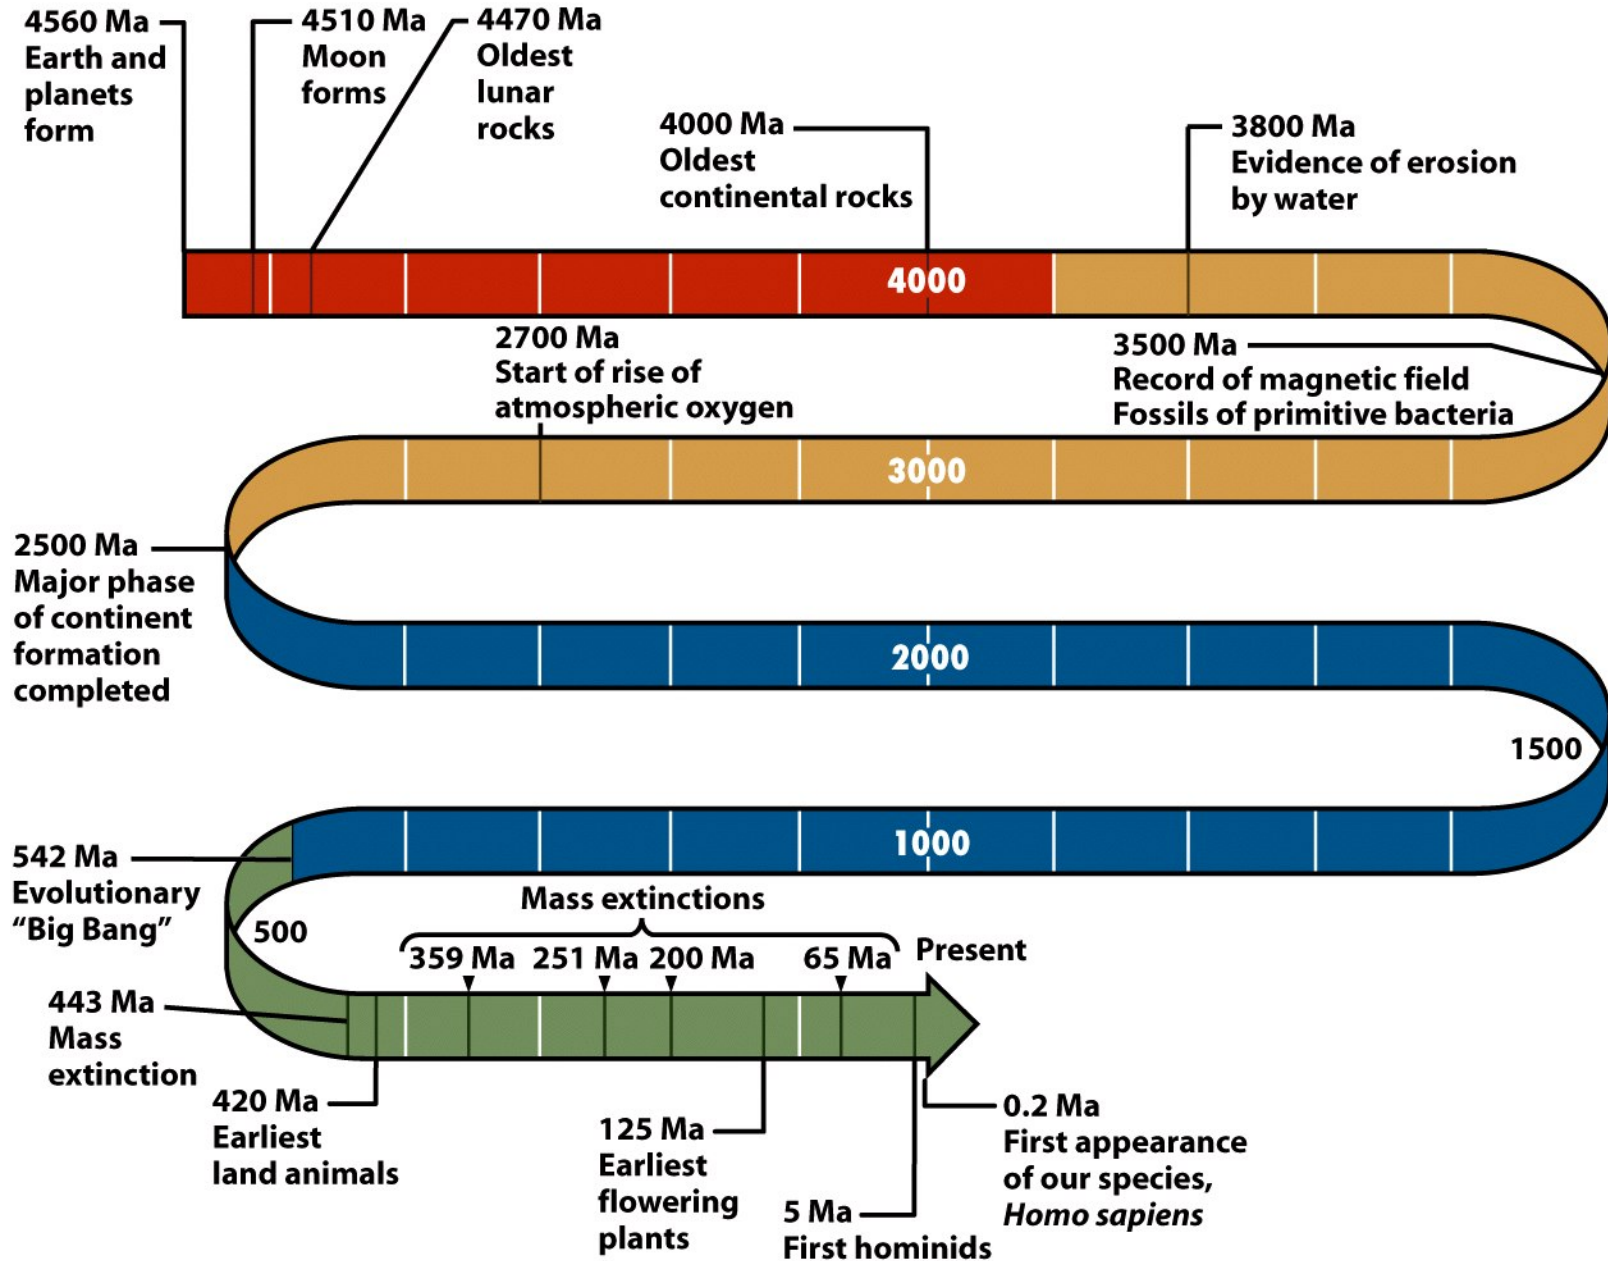 4560 Ma
Earth and
planets
form
4510 Ma
Moon
forms
4470 Ma
Oldest
lunar
rocks
4000 Ma
Oldest
continental rocks
3800 Ma
Evidence of erosion
by water
4000
2700 Ma
Start of rise of
atmospheric oxygen
3500 Ma
Record of magnetic field
Fossils of primitive bacteria
3000
2500 Ma
Major phase
of continent
formation
completed
2000
1500
1000
542 Ma
Evolutionary
“Big Bang”
500
Mass extinctions
359 Ma
251 Ma
200 Ma
65 Ma
Present
443 Ma
Mass
extinction
420 Ma
Earliest
land animals
125 Ma
Earliest
flowering
plants
5 Ma
First hominids
0.2 Ma
First appearance
of our species,
Homo sapiens